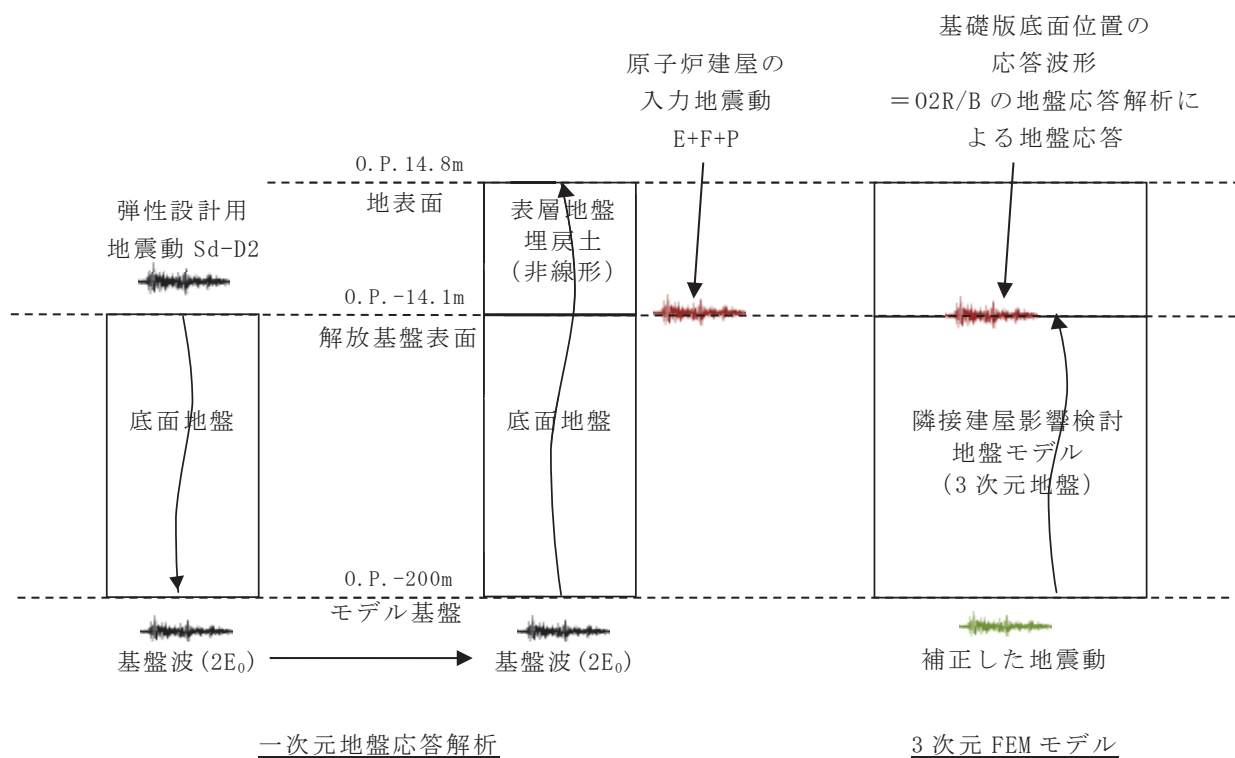 基礎版底面位置の
応答波形
＝O2R/B の地盤応答解析に
よる地盤応答
原子炉建屋の
入力地震動
E+F+P
O.P.14.8m
地表面
弾性設計用
地震動 Sd-D2
表層地盤
埋戻土
(非線形)
O.P.-14.1m
解放基盤表面
底面地盤
底面地盤
隣接建屋影響検討
地盤モデル
(3 次元地盤)
O.P.-200m
モデル基盤
基盤波(2E₀)
基盤波(2E₀)
補正した地震動
一次元地盤応答解析
3 次元 FEM モデル